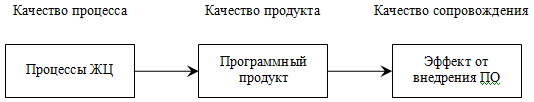 Качество процесса Качество продукта Качество сопровождения
Процессы ЖЦ
Программный
продукт
Эффект от
внедрения ПО